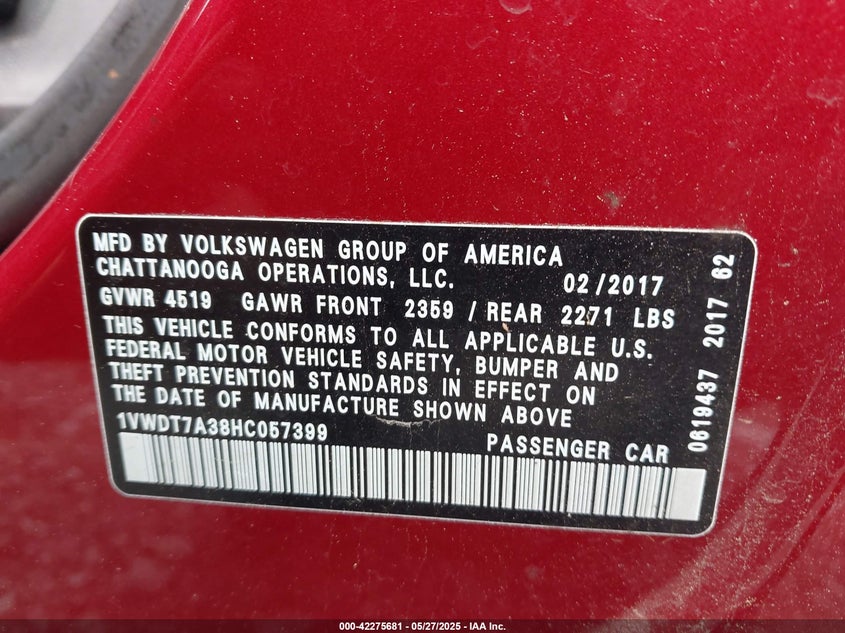 MFD BY VOLKSWAGEN GROUP OF AMERICA
CHATTANOOGA OPERATIONS, LLC. 02/2017
GVWR 4519 GAWR FRONT 2359 / REAR 2271 LBS
THIS VEHICLE CONFORMS TO ALL APPLICABLE U.S.
FEDERAL MOTOR VEHICLE SAFETY, BUMPER AND
THEFT PREVENTION STANDARDS IN EFFECT ON
THE DATE OF MANUFACTURE SHOWN ABOVE
1VWDT7A38HC057399 PASSENGER CAR
0619437 2017 62
000-42275681 - 05/27/2025 - IAA Inc.